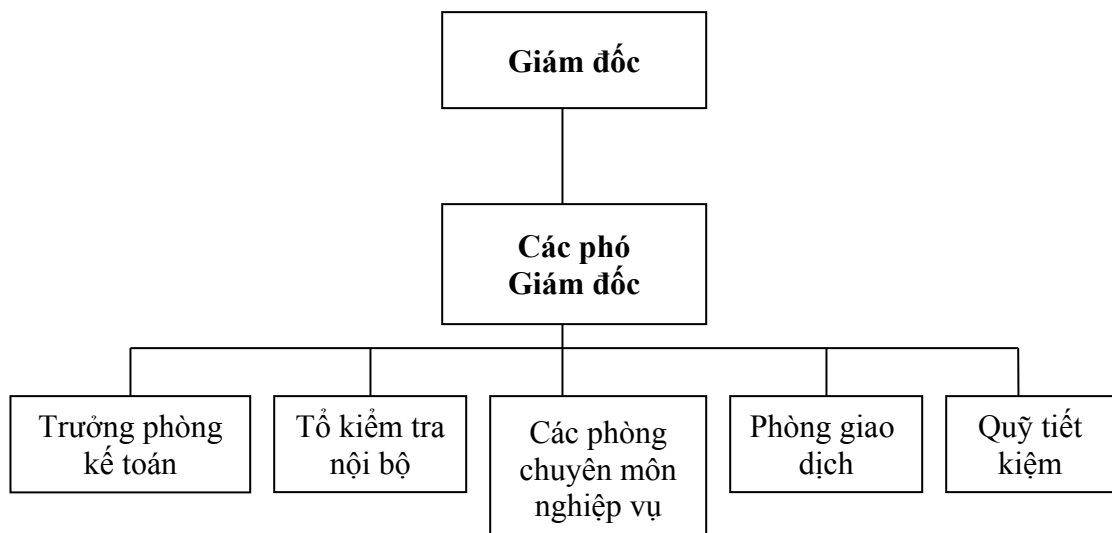 Giám đốc
Các phó
Giám đốc
Trưởng phòng
kế toán
Tổ kiểm tra
nội bộ
Các phòng
chuyên môn
nghiệp vụ
Phòng giao
dịch
Quỹ tiết
kiệm